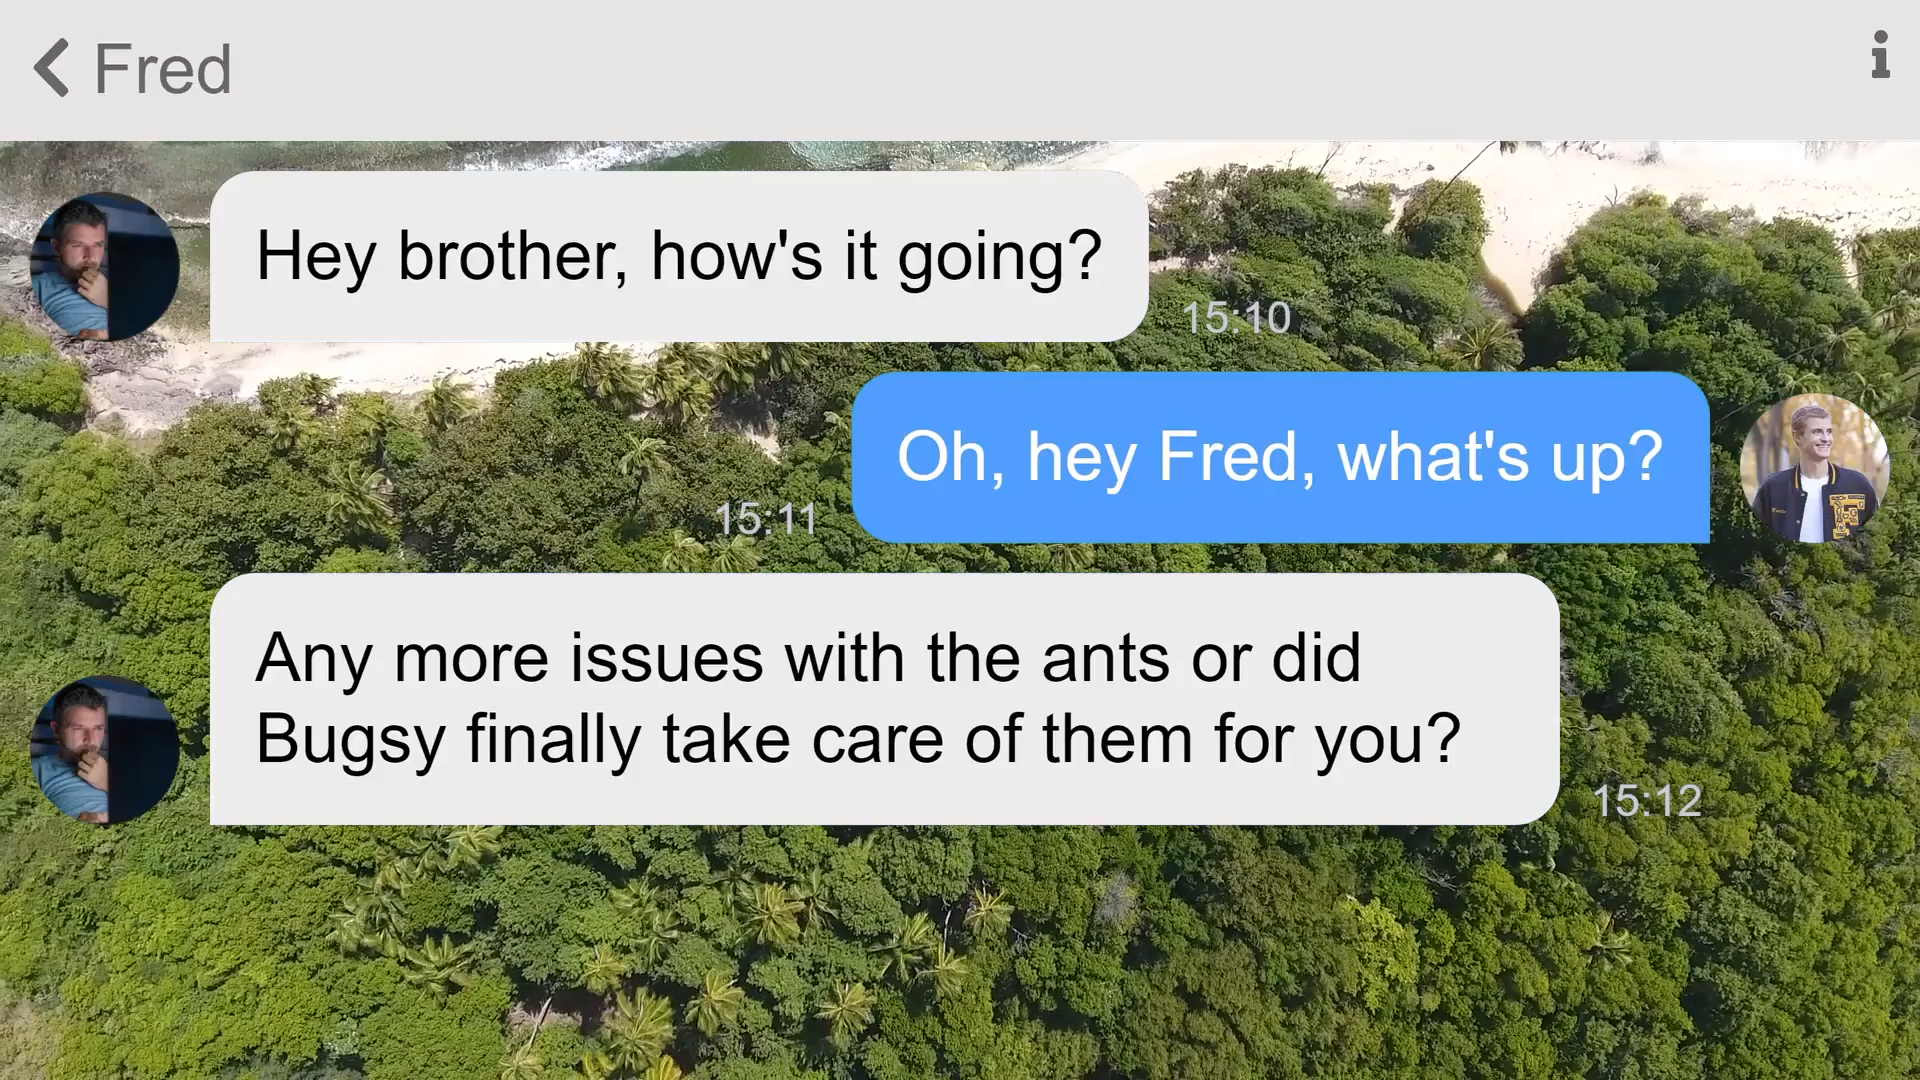 Fred
Hey brother, how's it going?
15:10
Oh, hey Fred, what's up?
15:11
Any more issues with the ants or did
Bugsy finally take care of them for you?
15:12